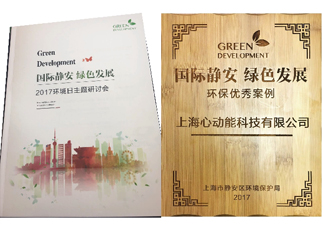 GREEN
DEVELOPMENT
Green
Development
国际静安 绿色发展
2017环境日主题研讨会
GREEN
DEVELOPMENT
国际静安 绿色发展
环保优秀案例
上海心动能科技有限公司
上海市静安区环境保护局
2017